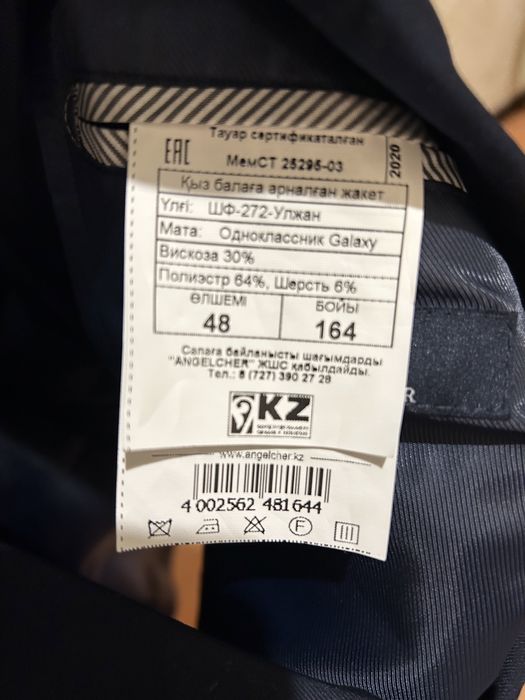 Тауар сертификатталған
EAC
МемСТ 25295-03
2020
Қыз балаға арналған жакет
Үлгі: ШФ-272-Улжан
Мата: Одноклассник Galaxy
Вискоза 30%
Полиэстр 64%, Шерсть 6%
ӨЛШЕМІ БОЙЫ
48 164
Сапаға байланысты шағымдарды
"ANGELCHER" ЖШС қабылдайды.
Тел.: 8 (727) 390 27 28
KZ
www.angelcher.kz
4 002562 481644
F
R